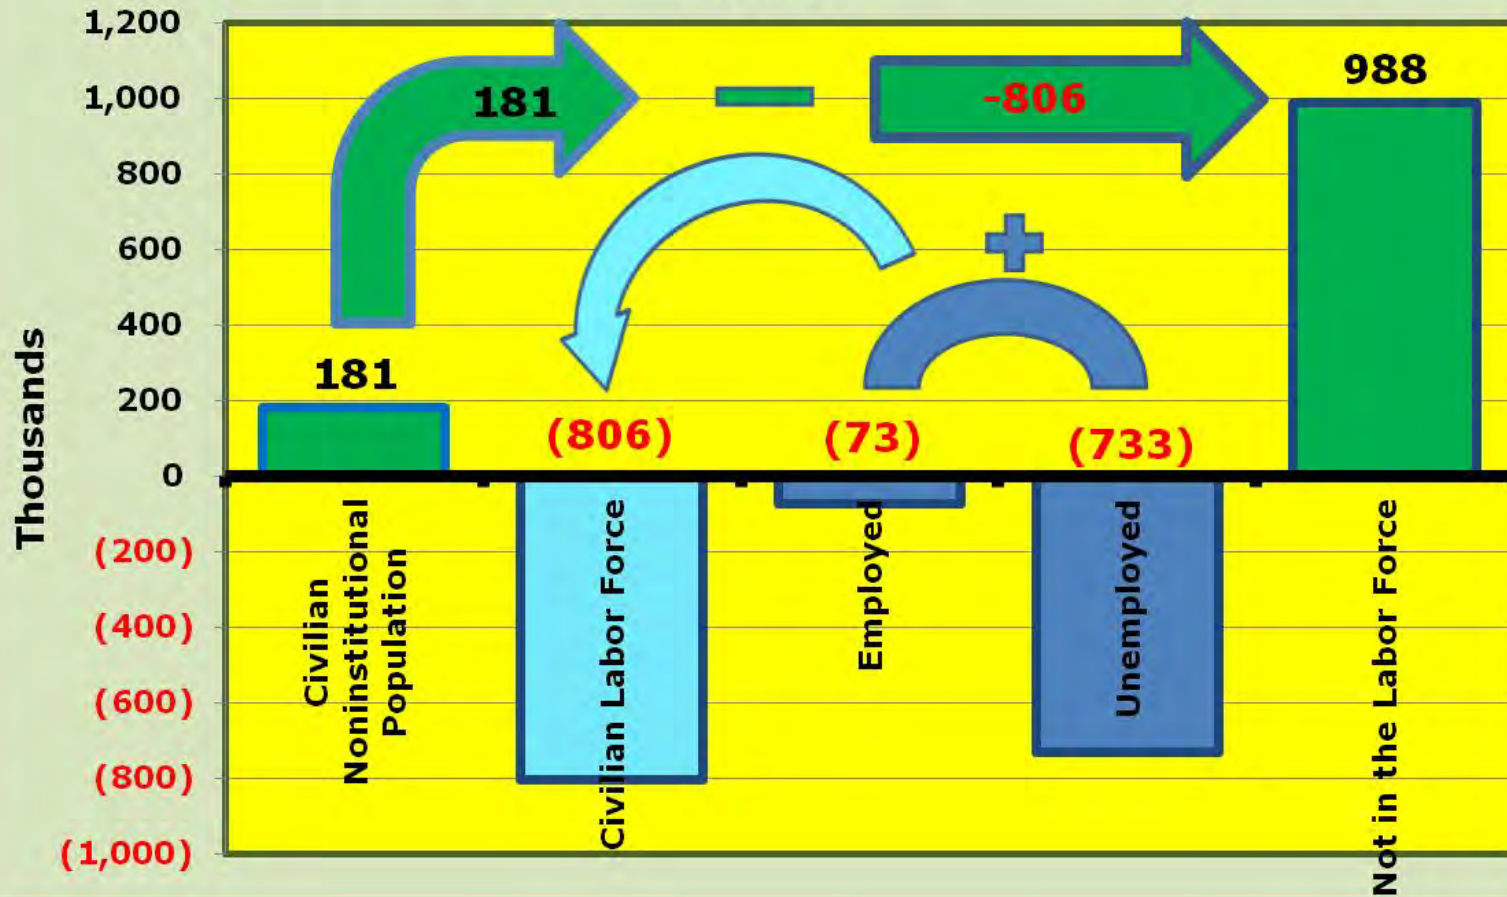 1,200
1,000
800
600
400
200
0
(200)
(400)
(600)
(800)
(1,000)
Thousands
181
-806
988
181
(806)
(73)
(733)
Civilian
Noninstitutional
Population
Civilian Labor Force
Employed
Unemployed
Not in the Labor Force